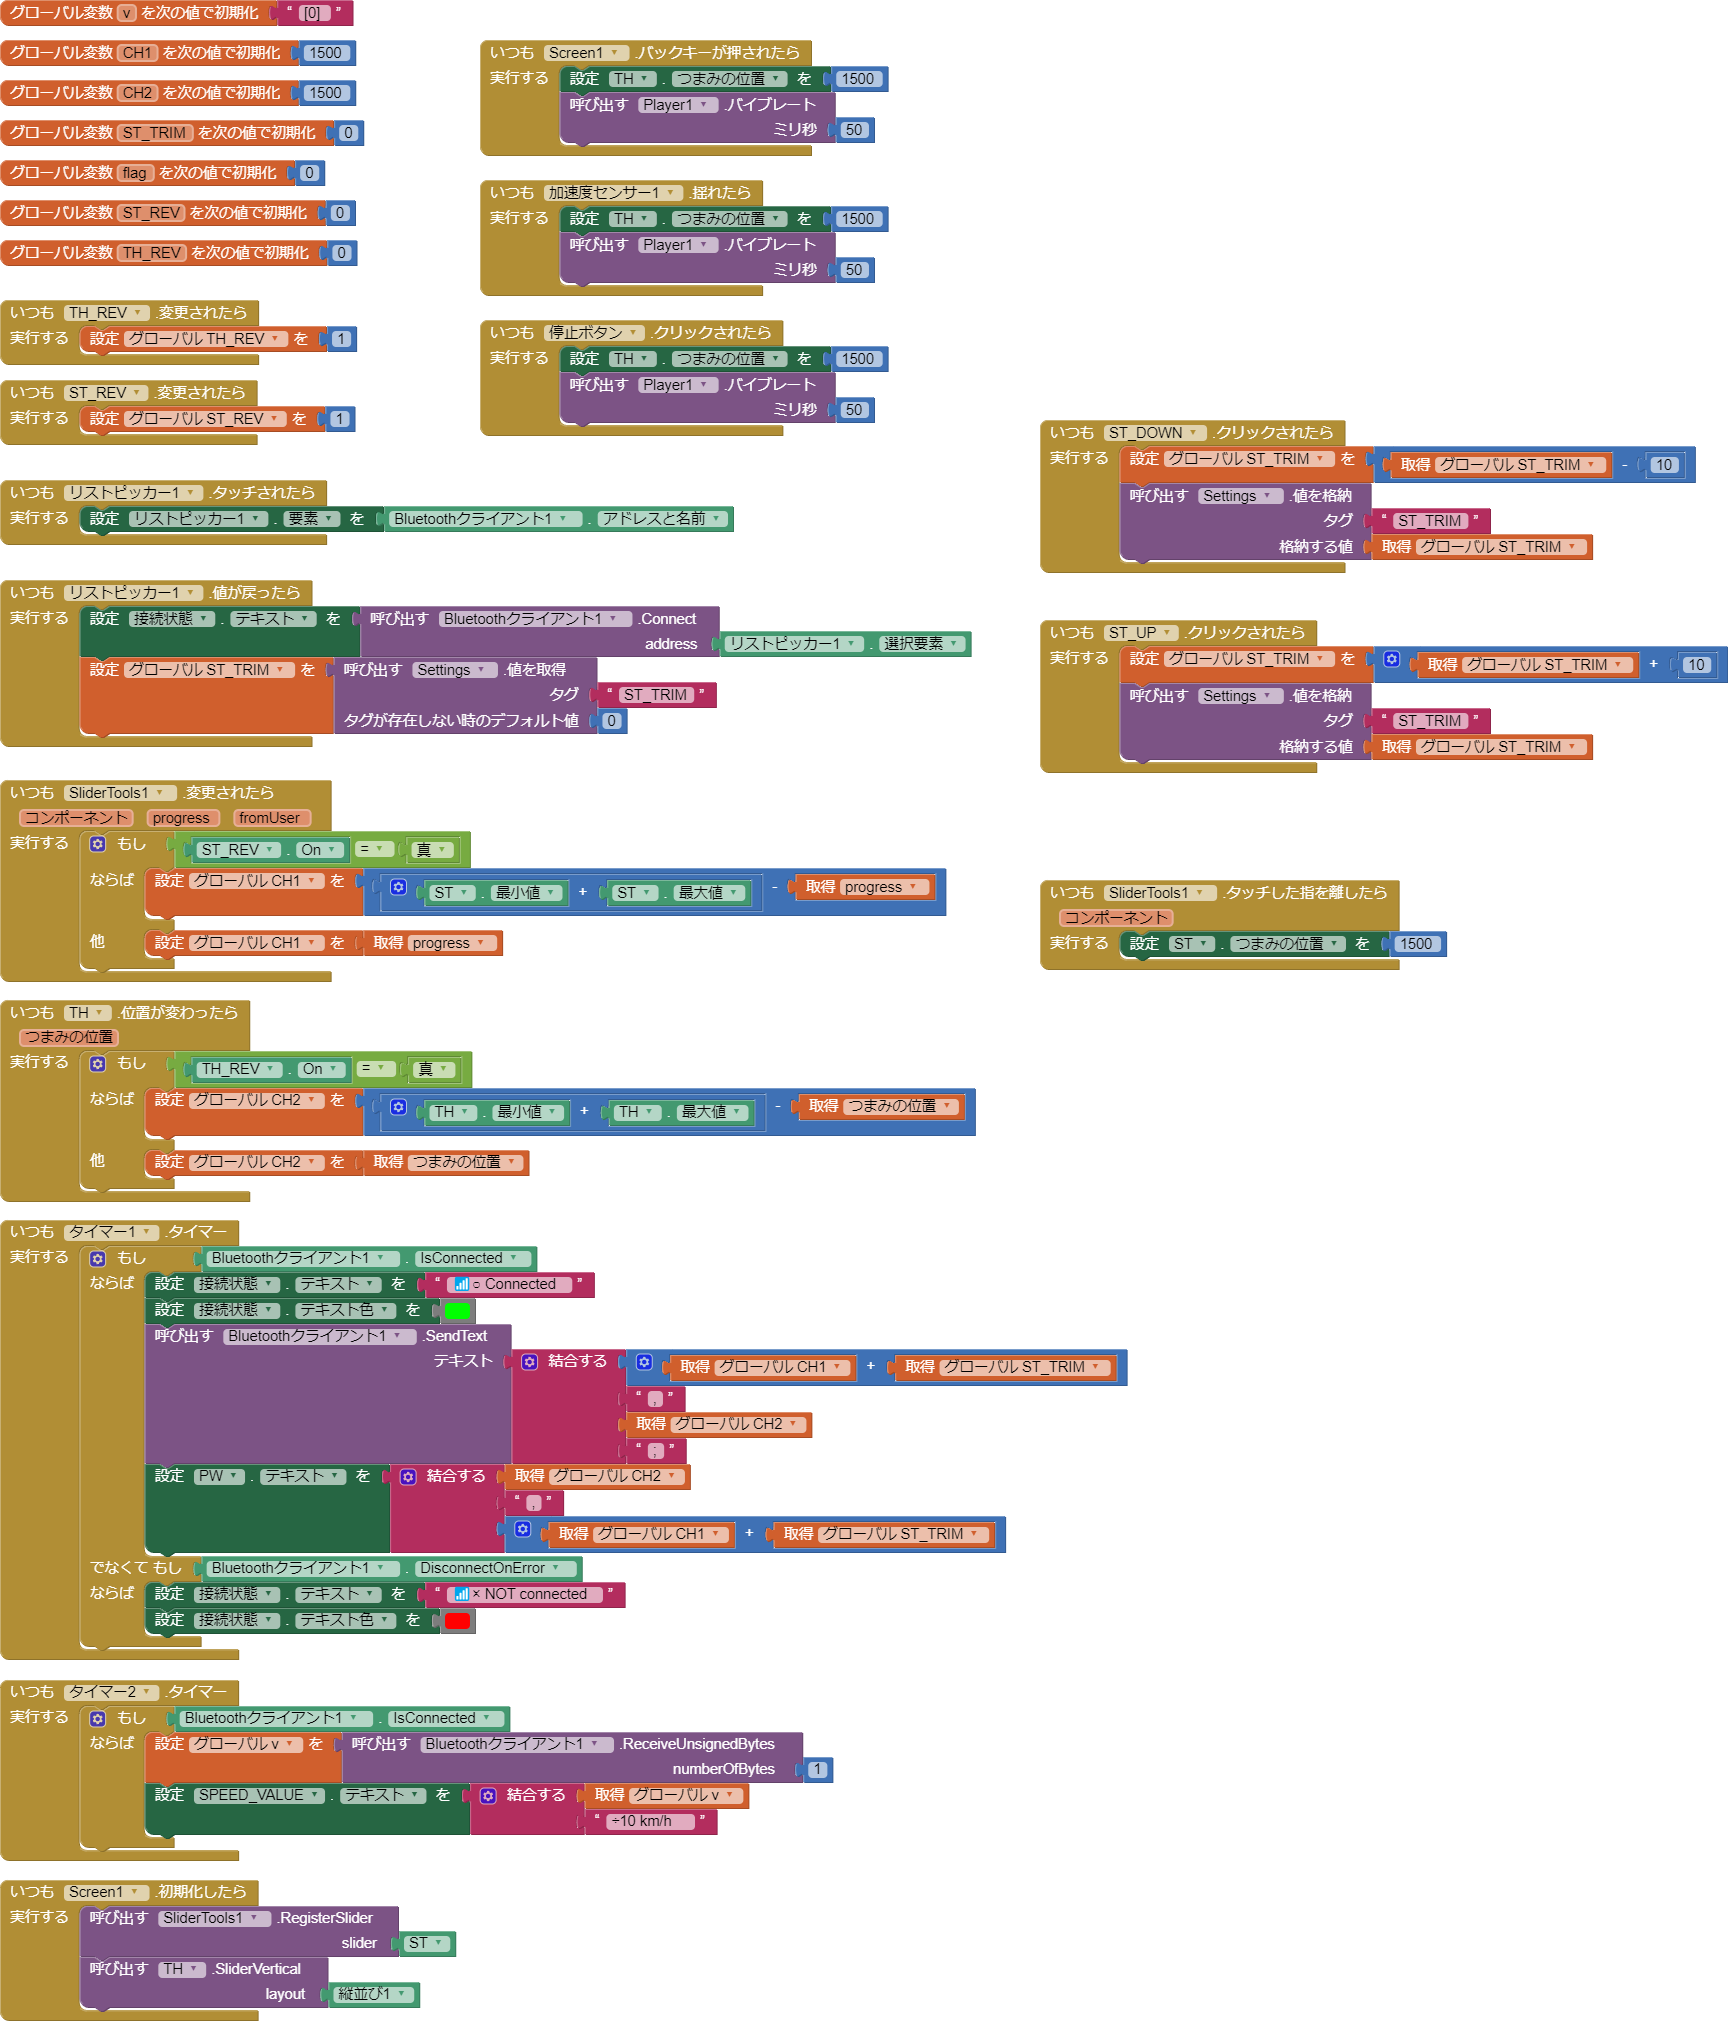 グローバル変数 v を次の値で初期化 “ [0] ”
グローバル変数 CH1 を次の値で初期化 1500
グローバル変数 CH2 を次の値で初期化 1500
グローバル変数 ST_TRIM を次の値で初期化 0
グローバル変数 flag を次の値で初期化 0
グローバル変数 ST_REV を次の値で初期化 0
グローバル変数 TH_REV を次の値で初期化 0
いつも TH_REV .変更されたら
実行する 設定 グローバル TH_REV を 1
いつも ST_REV .変更されたら
実行する 設定 グローバル ST_REV を 1
いつも Screen1 .バックキーが押されたら
実行する 設定 TH . つまみの位置 を 1500
呼び出す Player1 .バイブレート
ミリ秒 50
いつも 加速度センサー1 .揺れたら
実行する 設定 TH . つまみの位置 を 1500
呼び出す Player1 .バイブレート
ミリ秒 50
いつも 停止ボタン .クリックされたら
実行する 設定 TH . つまみの位置 を 1500
呼び出す Player1 .バイブレート
ミリ秒 50
いつも リストピッカー1 .タッチされたら
実行する 設定 リストピッカー1 . 要素 を Bluetoothクライアント1 . アドレスと名前
いつも リストピッカー1 .値が戻ったら
実行する 設定 接続状態 . テキスト を 呼び出す Bluetoothクライアント1 .Connect
address リストピッカー1 . 選択要素
設定 グローバル ST_TRIM を 呼び出す Settings .値を取得
タグ “ ST_TRIM ”
タグが存在しない時のデフォルト値 0
いつも ST_DOWN .クリックされたら
実行する 設定 グローバル ST_TRIM を 取得 グローバル ST_TRIM - 10
呼び出す Settings .値を格納
タグ “ ST_TRIM ”
格納する値 取得 グローバル ST_TRIM
いつも ST_UP .クリックされたら
実行する 設定 グローバル ST_TRIM を 取得 グローバル ST_TRIM + 10
呼び出す Settings .値を格納
タグ “ ST_TRIM ”
格納する値 取得 グローバル ST_TRIM
いつも SliderTools1 .変更されたら
コンポーネント progress fromUser
実行する もし ST_REV . On = 真
ならば 設定 グローバル CH1 を ST . 最小値 + ST . 最大値 - 取得 progress
他 設定 グローバル CH1 を 取得 progress
いつも SliderTools1 .タッチした指を離したら
コンポーネント
実行する 設定 ST . つまみの位置 を 1500
いつも TH .位置が変わったら
つまみの位置
実行する もし TH_REV . On = 真
ならば 設定 グローバル CH2 を TH . 最小値 + TH . 最大値 - 取得 つまみの位置
他 設定 グローバル CH2 を 取得 つまみの位置
いつも タイマー1 .タイマー
実行する もし Bluetoothクライアント1 . IsConnected
ならば 設定 接続状態 . テキスト を “ 📶○ Connected ”
設定 接続状態 . テキスト色 を
呼び出す Bluetoothクライアント1 .SendText
テキスト 結合する 取得 グローバル CH1 + 取得 グローバル ST_TRIM
“ , ”
取得 グローバル CH2
“ ; ”
設定 PW . テキスト を 結合する 取得 グローバル CH2
“ , ”
取得 グローバル CH1 + 取得 グローバル ST_TRIM
でなくて もし Bluetoothクライアント1 . DisconnectOnError
ならば 設定 接続状態 . テキスト を “ 📶× NOT connected ”
設定 接続状態 . テキスト色 を
いつも タイマー2 .タイマー
実行する もし Bluetoothクライアント1 . IsConnected
ならば 設定 グローバル v を 呼び出す Bluetoothクライアント1 .ReceiveUnsignedBytes
numberOfBytes 1
設定 SPEED_VALUE . テキスト を 結合する 取得 グローバル v
“ ÷10 km/h ”
いつも Screen1 .初期化したら
実行する 呼び出す SliderTools1 .RegisterSlider
slider ST
呼び出す TH .SliderVertical
layout 縦並び1